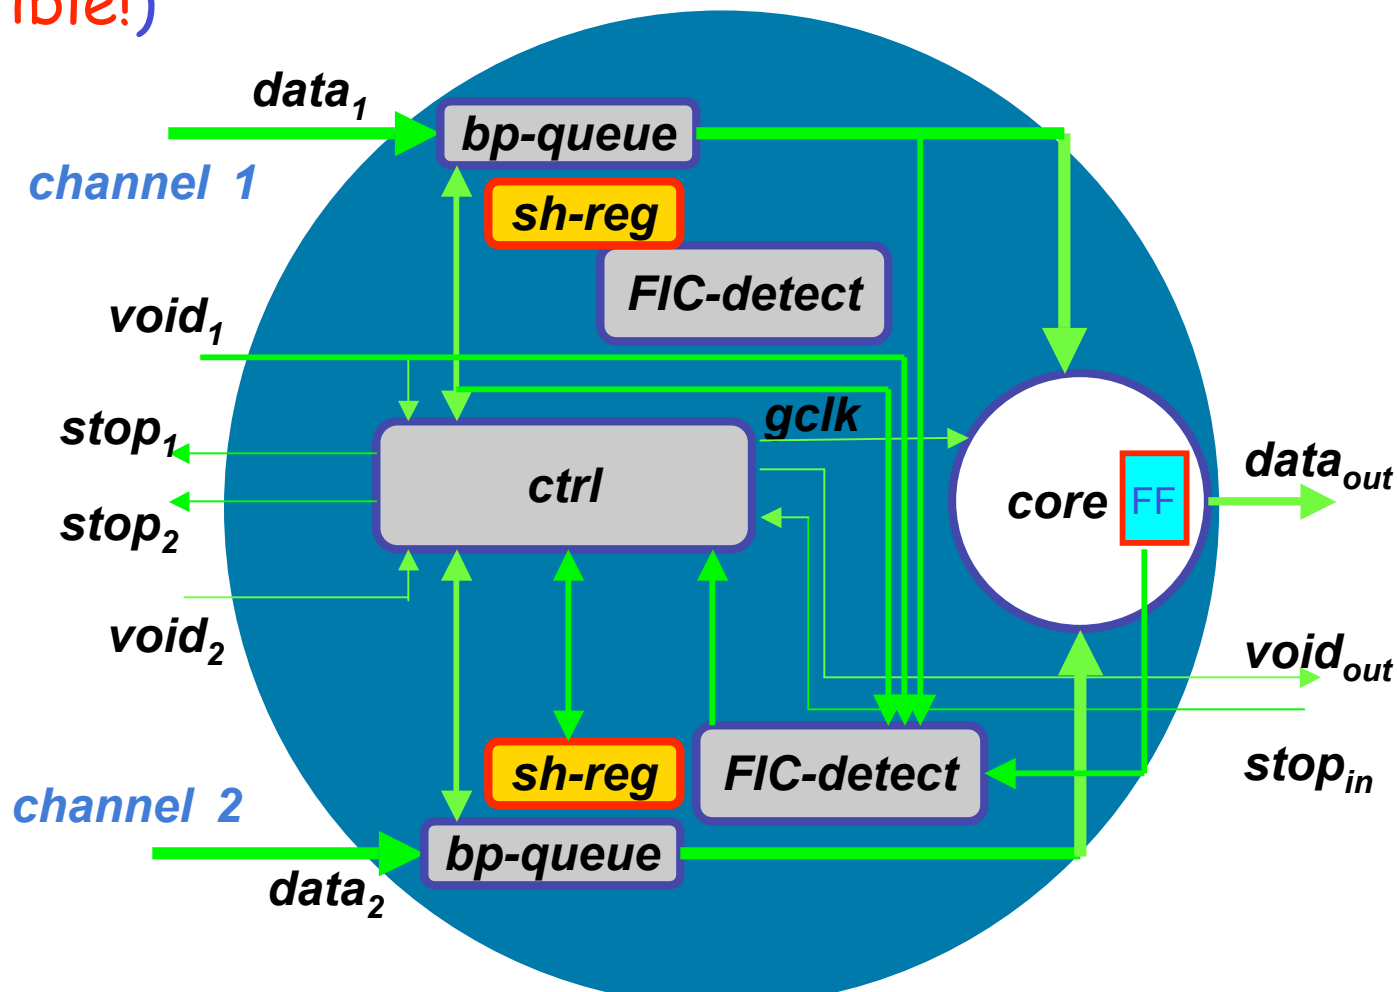 ible!)
data1
bp-queue
channel 1
sh-reg
FIC-detect
void1
gclk
stop1
ctrl
core
FF
dataout
stop2
void2
voidout
sh-reg
FIC-detect
stopin
channel 2
bp-queue
data2